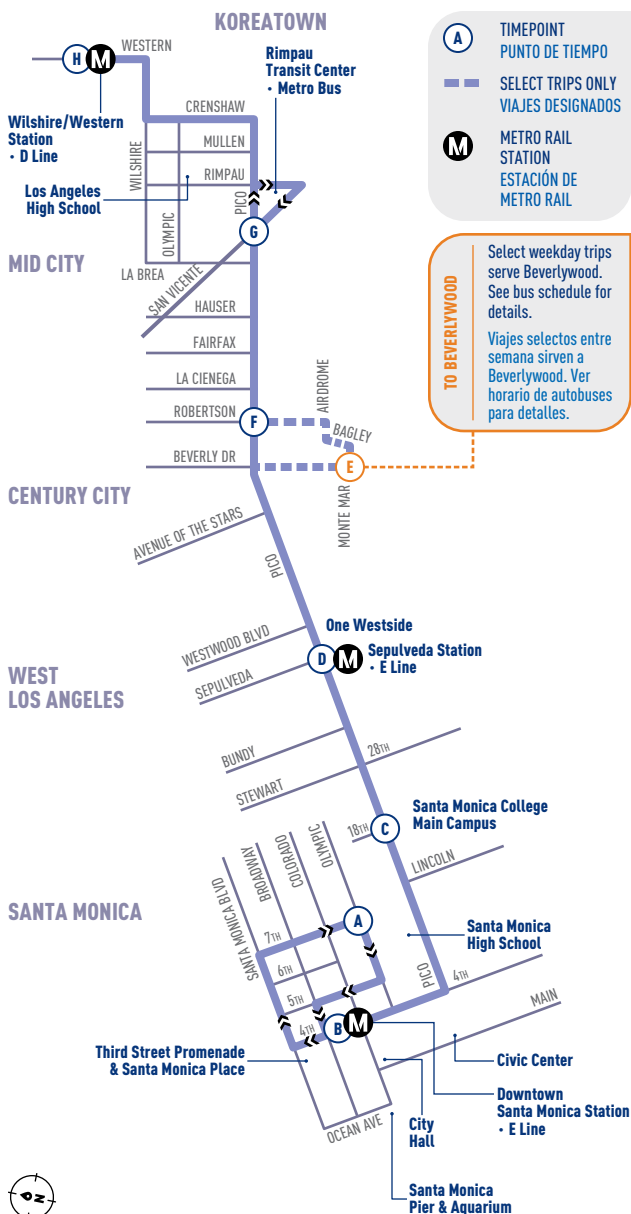 KOREATOWN
WESTERN
H
M
Wilshire/Western
Station
• D Line
Rimpau
Transit Center
• Metro Bus
CRENSHAW
MULLEN
RIMPAU
WILSHIRE
OLYMPIC
PICO
Los Angeles
High School
G
MID CITY
LA BREA
SAN VICENTE
HAUSER
FAIRFAX
LA CIENEGA
ROBERTSON
F
AIRDROME
BAGLEY
BEVERLY DR
E
MONTE MAR
CENTURY CITY
AVENUE OF THE STARS
PICO
One Westside
WESTWOOD BLVD
D
M
Sepulveda Station
• E Line
SEPULVEDA
WEST
LOS ANGELES
BUNDY
28TH
STEWART
Santa Monica College
Main Campus
18TH
C
LINCOLN
SANTA MONICA
SANTA MONICA BLVD
BROADWAY
COLORADO
OLYMPIC
A
7TH
6TH
5TH
4TH
B
M
Santa Monica
High School
PICO
4TH
MAIN
Third Street Promenade
& Santa Monica Place
Civic Center
Downtown
Santa Monica Station
• E Line
City
Hall
OCEAN AVE
Santa Monica
Pier & Aquarium
N
A
TIMEPOINT
PUNTO DE TIEMPO
SELECT TRIPS ONLY
VIAJES DESIGNADOS
M
METRO RAIL
STATION
ESTACIÓN DE
METRO RAIL
TO BEVERLYWOOD
Select weekday trips
serve Beverlywood.
See bus schedule for
details.
Viajes selectos entre
semana sirven a
Beverlywood. Ver
horario de autobuses
para detalles.